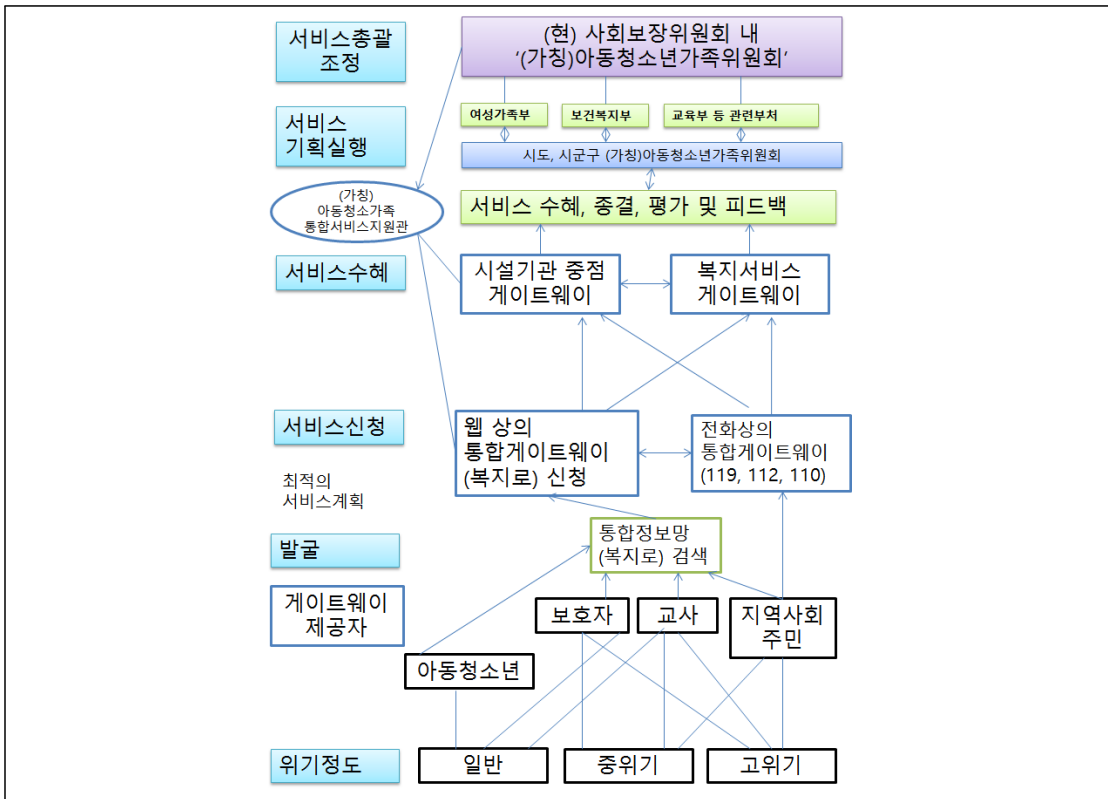 서비스총괄
조정
(현) 사회보장위원회 내
‘(가칭)아동청소년가족위원회’
서비스
기획실행
여성가족부
보건복지부
교육부 등 관련부처
시도, 시군구 (가칭)아동청소년가족위원회
(가칭)
아동청소가족
통합서비스지원관
서비스 수혜, 종결, 평가 및 피드백
서비스수혜
시설기관 중점
게이트웨이
복지서비스
게이트웨이
서비스신청
웹 상의
통합게이트웨이
(복지로) 신청
전화상의
통합게이트웨이
(119, 112, 110)
최적의
서비스계획
발굴
통합정보망
(복지로) 검색
게이트웨이
제공자
보호자
교사
지역사회
주민
아동청소년
위기정도
일반
중위기
고위기